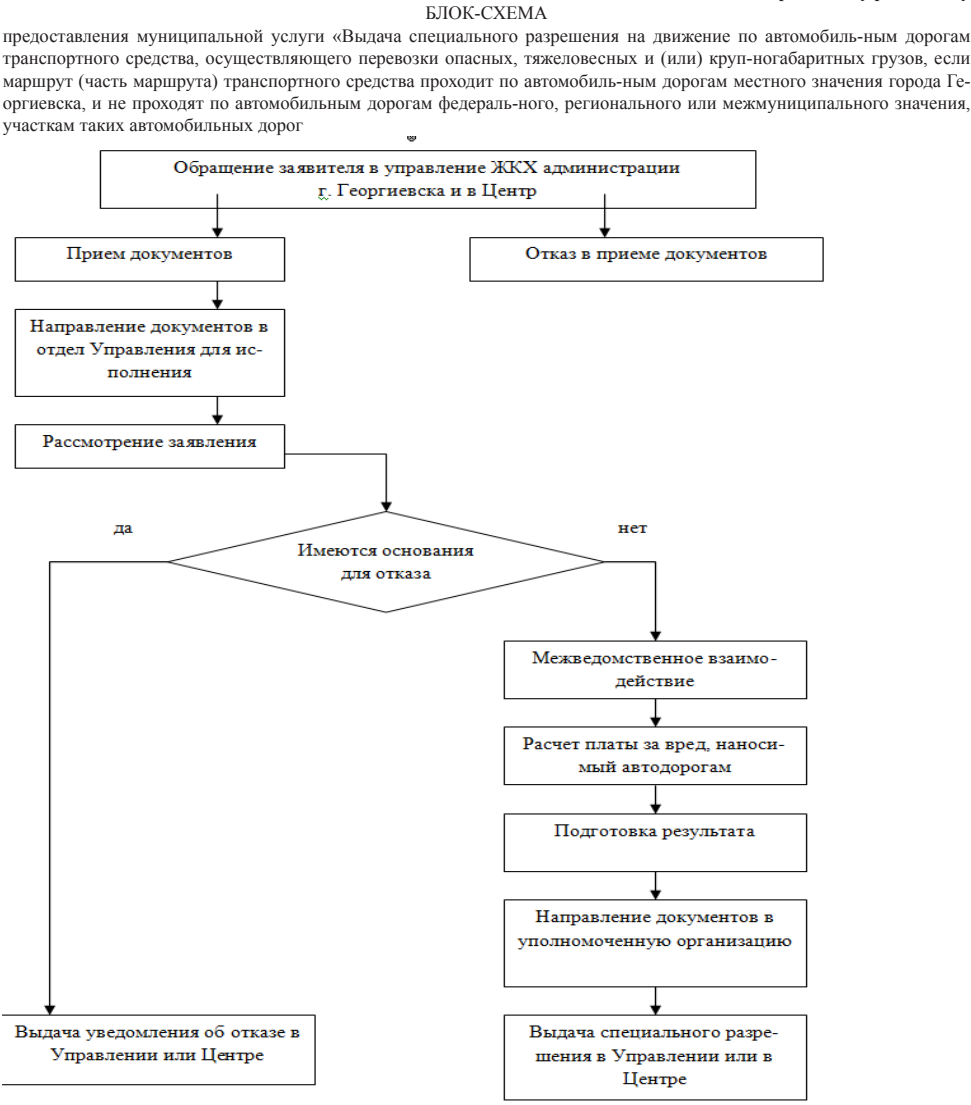 БЛОК-СХЕМА
предоставления муниципальной услуги «Выдача специального разрешения на движение по автомобиль-ным дорогам
транспортного средства, осуществляющего перевозки опасных, тяжеловесных и (или) круп-ногабаритных грузов, если
маршрут (часть маршрута) транспортного средства проходит по автомобиль-ным дорогам местного значения города Ге-
оргиевска, и не проходят по автомобильным дорогам федераль-ного, регионального или межмуниципального значения,
участкам таких автомобильных дорог
Обращение заявителя в управление ЖКХ администрации
г. Георгиевска и в Центр
Прием документов
Отказ в приеме документов
Направление документов в
отдел Управления для ис-
полнения
Рассмотрение заявления
да
нет
Имеются основания
для отказа
Межведомственное взаимо-
действие
Расчет платы за вред, наноси-
мый автодорогам
Подготовка результата
Направление документов в
уполномоченную организацию
Выдача уведомления об отказе в
Управлении или Центре
Выдача специального разре-
шения в Управлении или в
Центре